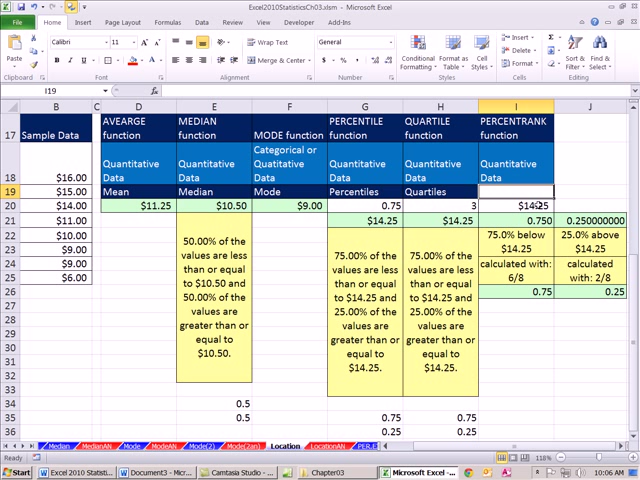 Excel2010StatisticsCh03.xlsm - Microsoft Excel
File Home Insert Page Layout Formulas Data Review View Developer Add-Ins
Calibri 11 A A Wrap Text General Insert Σ
Paste B I U Merge & Center $ % , Conditional Formatting Format as Table Cell Styles Delete Format Sort & Filter Find & Select
Clipboard Font Alignment Number Styles Cells Editing
I19 fx
B C D E F G H I J
17 Sample Data AVEARGE function MEDIAN function MODE function PERCENTILE function QUARTILE function PERCENTRANK function
18 $16.00 Quantitative Data Quantitative Data Categorical or Quatitative Data Quantitative Data Quantitative Data Quantitative Data
19 $15.00 Mean Median Mode Percentiles Quartiles
20 $14.00 $11.25 $10.50 $9.00 0.75 3 $14.25
21 $11.00 $14.25 $14.25 0.750 0.250000000
22 $10.00
23 $9.00
24 $9.00
25 $6.00
26 0.75 0.25
50.00% of the values are less than or equal to $10.50 and 50.00% of the values are greater than or equal to $10.50.
75.00% of the values are less than or equal to $14.25 and 25.00% of the values are greater than or equal to $14.25.
75.00% of the values are less than or equal to $14.25 and 25.00% of the values are greater than or equal to $14.25.
75.0% below $14.25
25.0% above $14.25
calculated with: 6/8
calculated with: 2/8
27
28
29
30
31
32
33
34 0.5
35 0.5 0.75 0.75
36 0.25 0.25
Median MedianAN Mode ModeAN Mode(2) Mode(2an) Location LocationAN
Ready 118%
Start Excel 2010 Statisti... Document3 - Micr... Camtasia Studio - ... Chapter03 Microsoft Excel - ... 10:06 AM